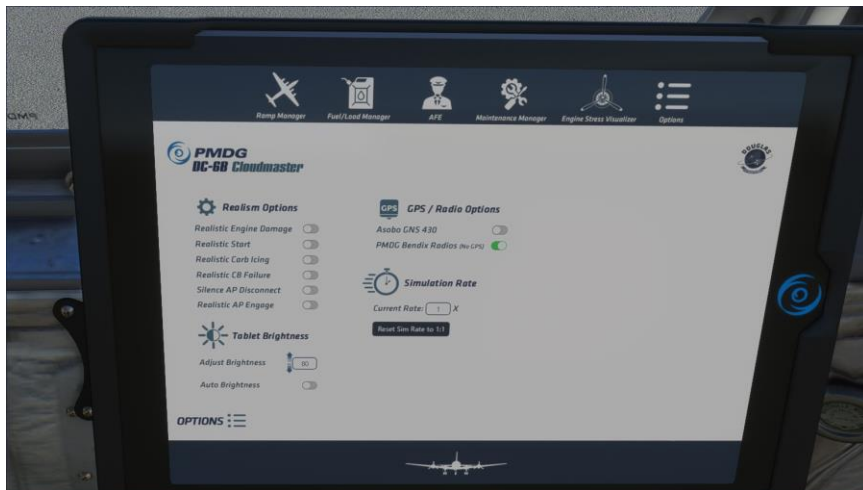 Ramp Manager
Fuel/Load Manager
AFE
Maintenance Manager
Engine Stress Visualizer
Options
PMDG
DC-6B Cloudmaster
DOUGLAS
Realism Options
Realistic Engine Damage
Realistic Start
Realistic Carb Icing
Realistic CB Failure
Silence AP Disconnect
Realistic AP Engage
Tablet Brightness
Adjust Brightness 80
Auto Brightness
GPS GPS / Radio Options
Asobo GNS 430
PMDG Bendix Radios (No GPS)
Simulation Rate
Current Rate: 1 X
Reset Sim Rate to 1:1
OPTIONS